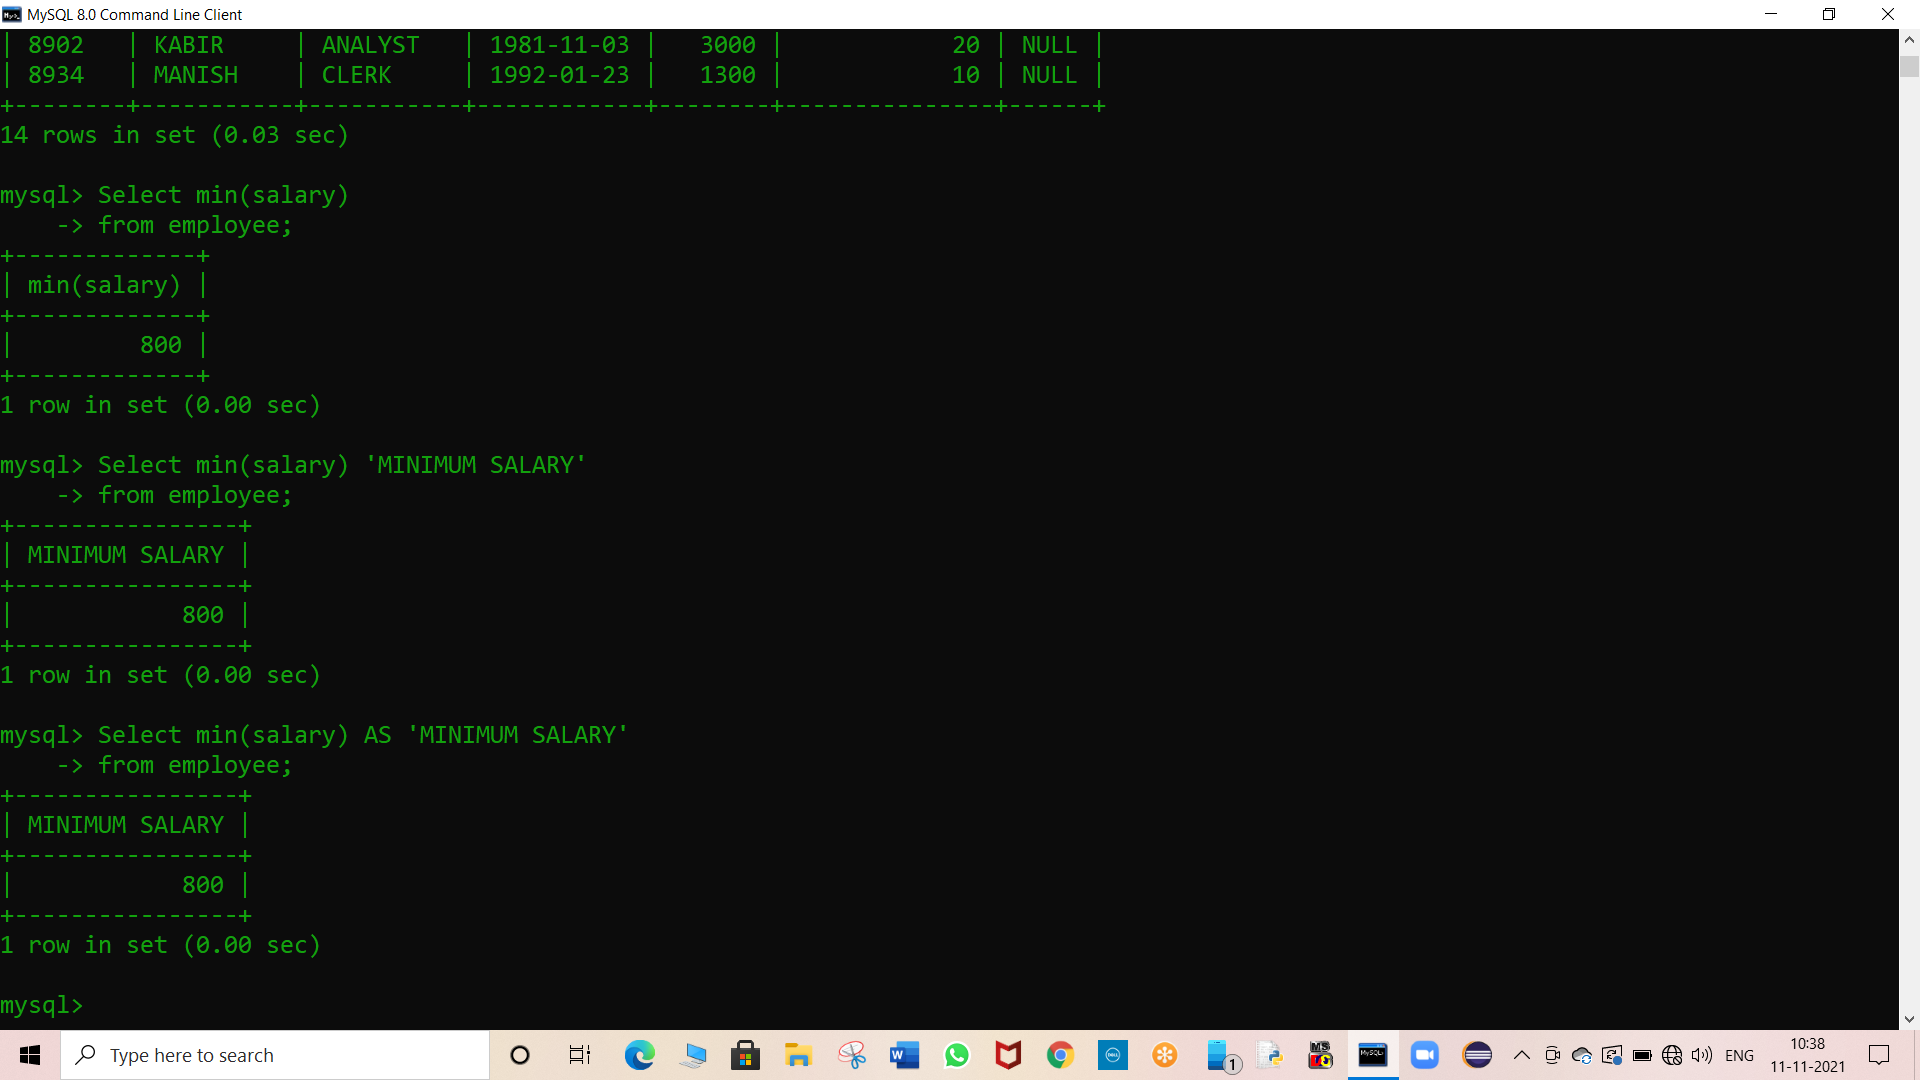 MySQL 8.0 Command Line Client
| 8902   | KABIR     | ANALYST   | 1981-11-03 |   3000 |            20 | NULL |
| 8934   | MANISH    | CLERK     | 1992-01-23 |   1300 |            10 | NULL |
+--------+-----------+-----------+------------+--------+---------------+------+
14 rows in set (0.03 sec)
mysql> Select min(salary)
    -> from employee;
+-------------+
| min(salary) |
+-------------+
|         800 |
+-------------+
1 row in set (0.00 sec)
mysql> Select min(salary) 'MINIMUM SALARY'
    -> from employee;
+----------------+
| MINIMUM SALARY |
+----------------+
|            800 |
+----------------+
1 row in set (0.00 sec)
mysql> Select min(salary) AS 'MINIMUM SALARY'
    -> from employee;
+----------------+
| MINIMUM SALARY |
+----------------+
|            800 |
+----------------+
1 row in set (0.00 sec)
mysql>
Type here to search
W
DELL
1
MS
MySQL
ENG
10:38
11-11-2021